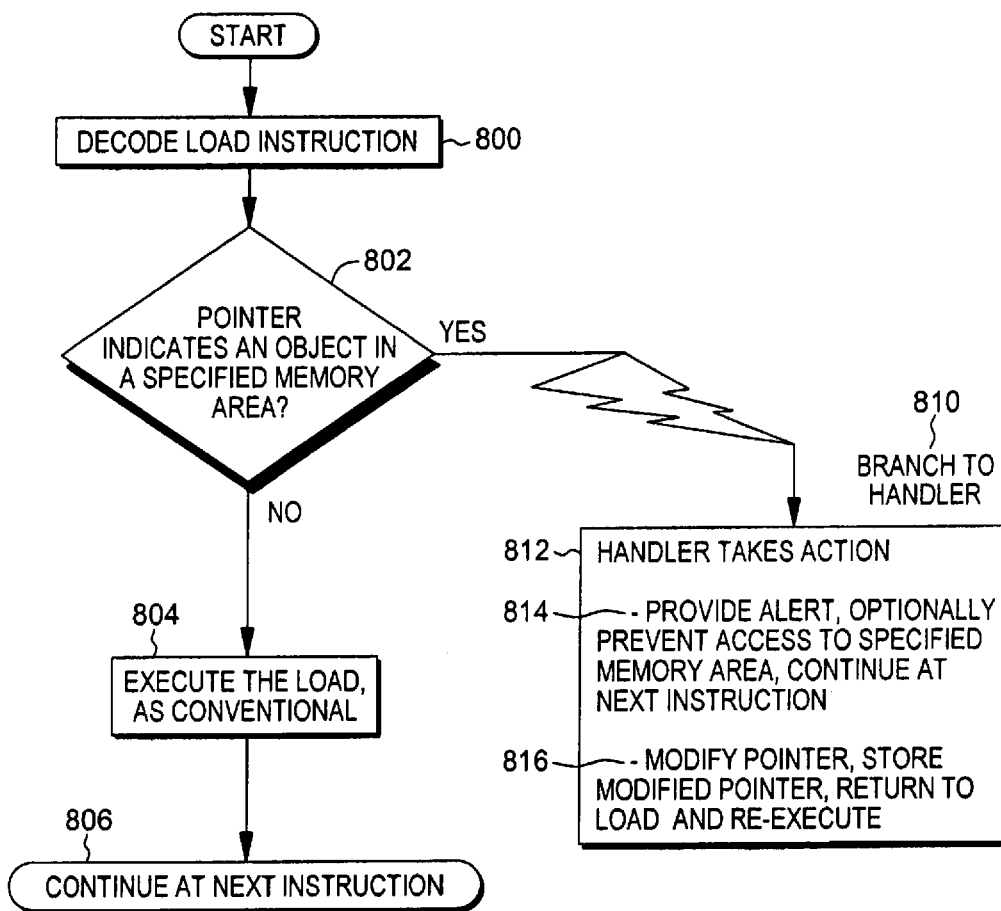 START
DECODE LOAD INSTRUCTION
800
802
POINTER
INDICATES AN OBJECT IN
A SPECIFIED MEMORY
AREA?
YES
NO
810
BRANCH TO
HANDLER
812
HANDLER TAKES ACTION
814
- PROVIDE ALERT, OPTIONALLY
PREVENT ACCESS TO SPECIFIED
MEMORY AREA, CONTINUE AT
NEXT INSTRUCTION
816
- MODIFY POINTER, STORE
MODIFIED POINTER, RETURN TO
LOAD AND RE-EXECUTE
804
EXECUTE THE LOAD,
AS CONVENTIONAL
806
CONTINUE AT NEXT INSTRUCTION